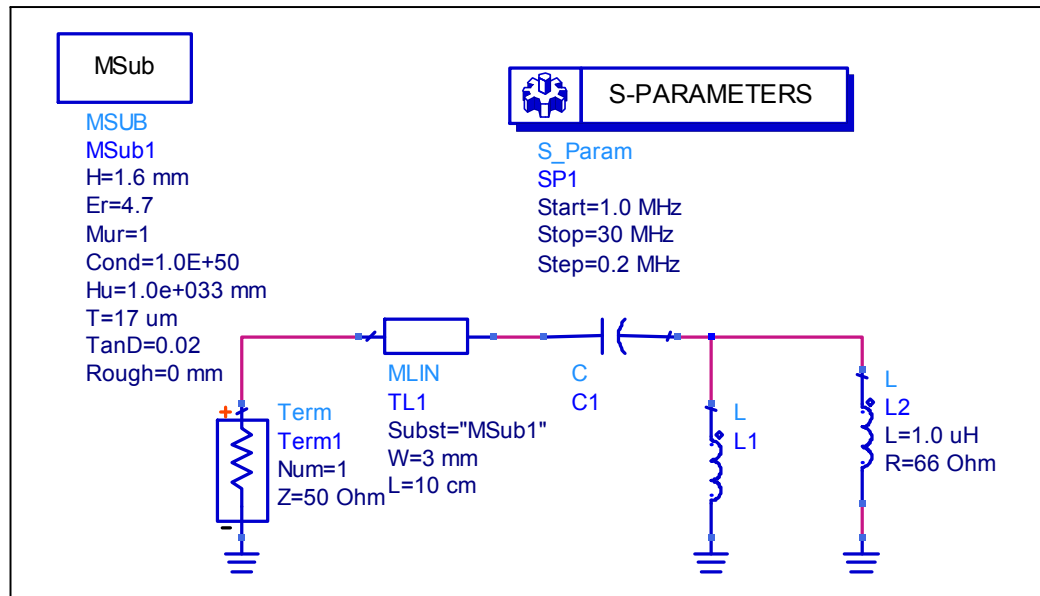 MSub
MSUB
MSub1
H=1.6 mm
Er=4.7
Mur=1
Cond=1.0E+50
Hu=1.0e+033 mm
T=17 um
TanD=0.02
Rough=0 mm
S-PARAMETERS
S_Param
SP1
Start=1.0 MHz
Stop=30 MHz
Step=0.2 MHz
+
-
Term
Term1
Num=1
Z=50 Ohm
MLIN
TL1
Subst="MSub1"
W=3 mm
L=10 cm
C
C1
L
L1
L
L2
L=1.0 uH
R=66 Ohm